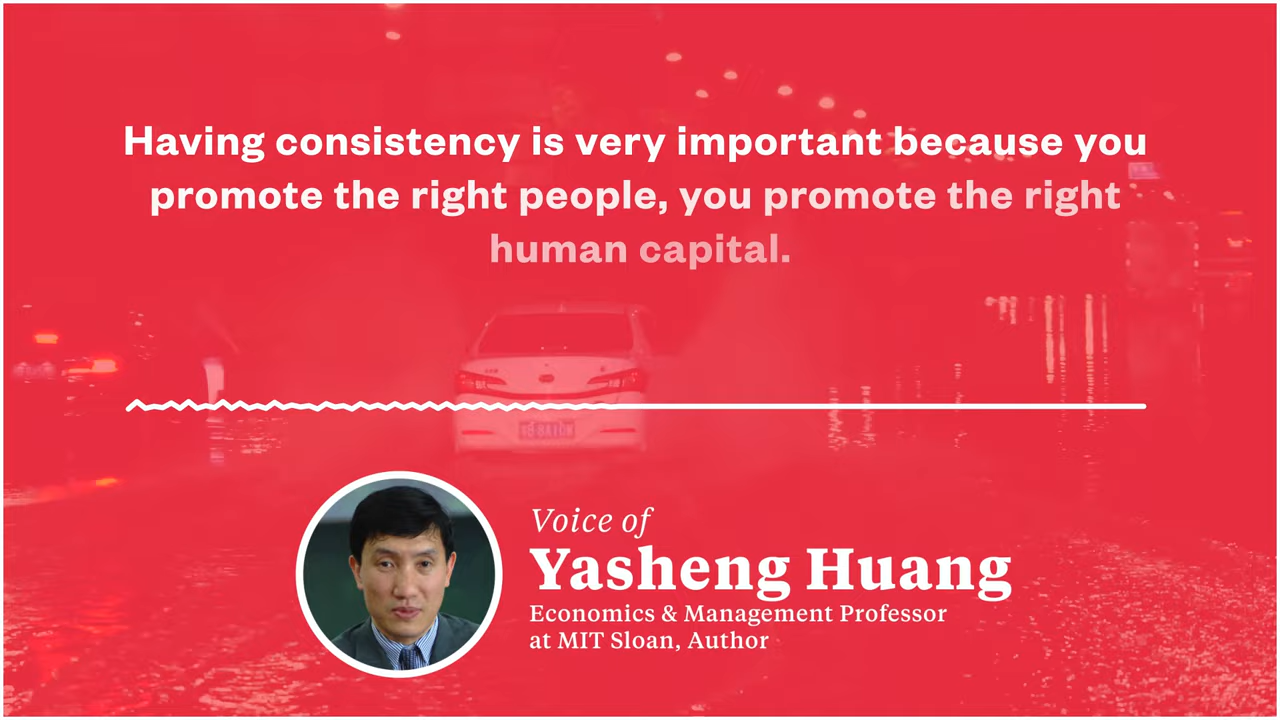 Having consistency is very important because you
promote the right people, you promote the right
human capital.
Voice of
Yasheng Huang
Economics & Management Professor
at MIT Sloan, Author